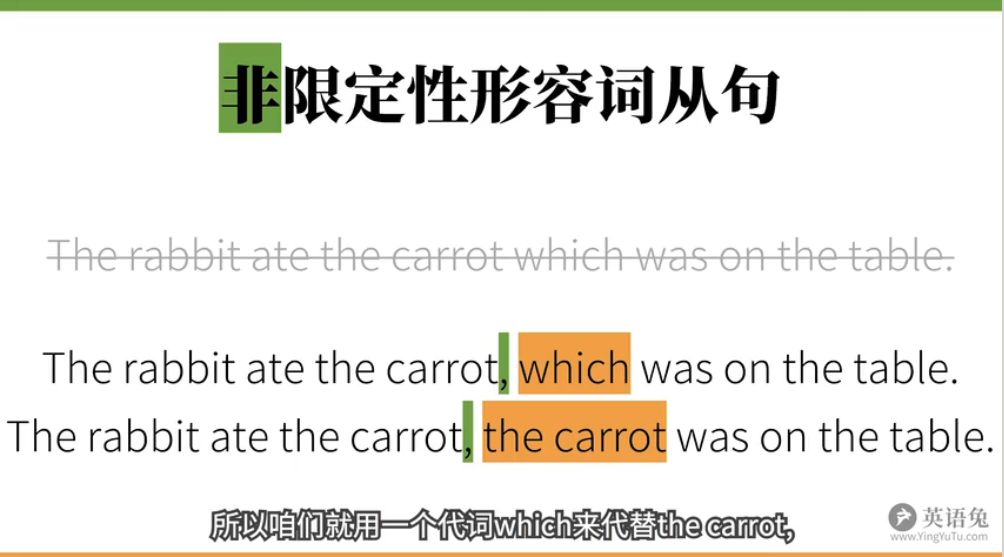 非限定性形容词从句
The rabbit ate the carrot which was on the table.
The rabbit ate the carrot, which was on the table.
The rabbit ate the carrot, the carrot was on the table.
所以咱们就用一个代词which来代替the carrot,
英语兔
www.YingYuTu.com